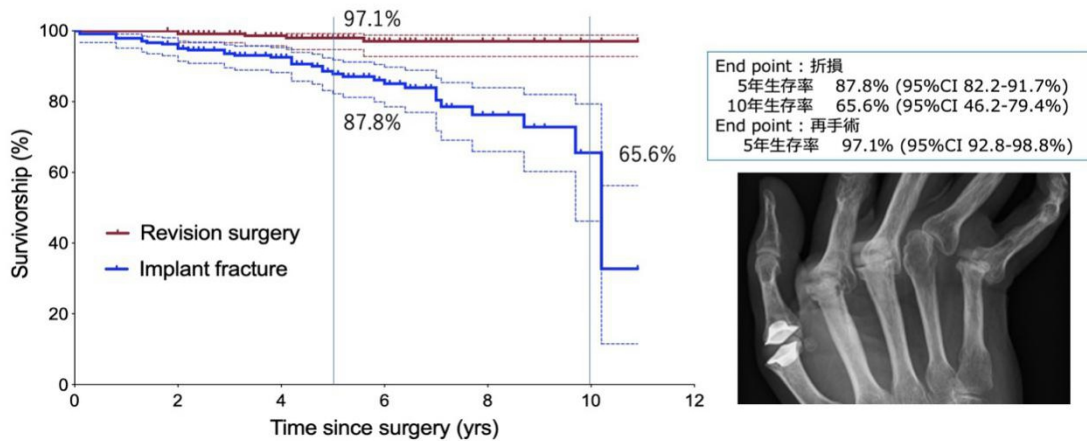 100
80
60
40
20
0
Survivorship (%)
97.1%
87.8%
65.6%
Revision surgery
Implant fracture
0 2 4 6 8 10 12
Time since surgery (yrs)
End point : 折損
5年生存率 87.8% (95%CI 82.2-91.7%)
10年生存率 65.6% (95%CI 46.2-79.4%)
End point : 再手術
5年生存率 97.1% (95%CI 92.8-98.8%)